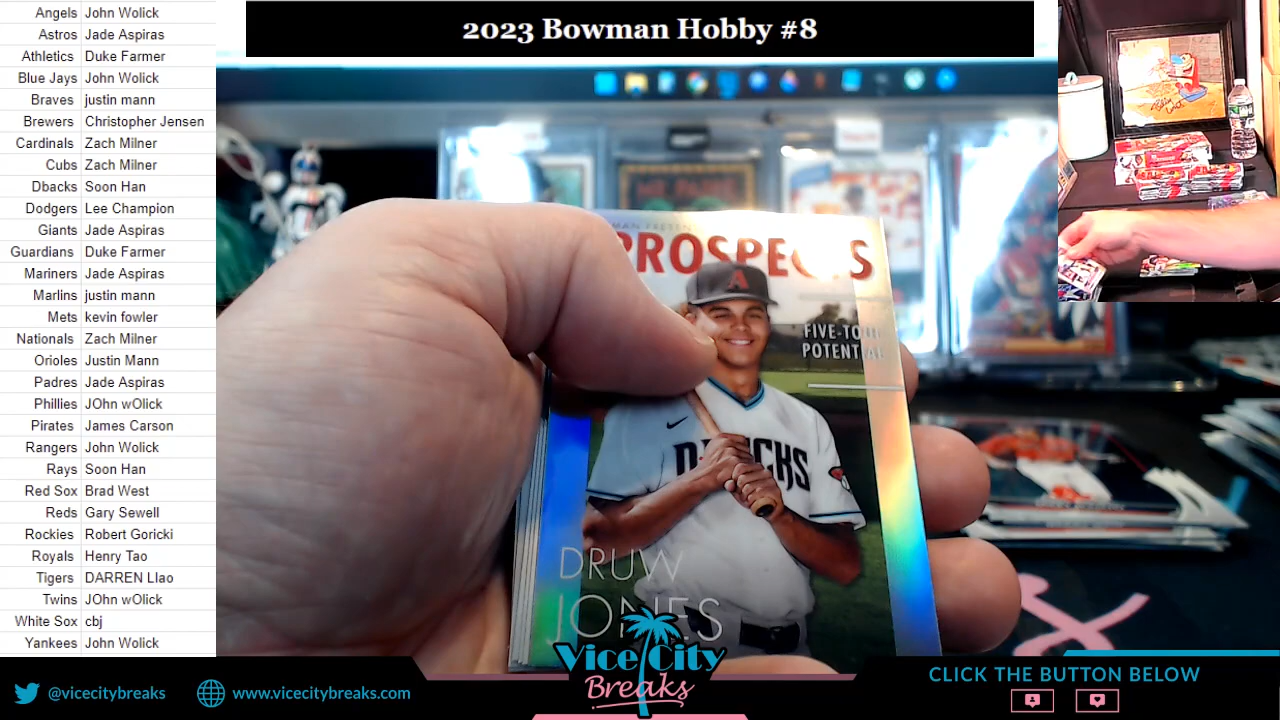 Angels John Wolick
Astros Jade Aspiras
Athletics Duke Farmer
Blue Jays John Wolick
Braves justin mann
Brewers Christopher Jensen
Cardinals Zach Milner
Cubs Zach Milner
Dbacks Soon Han
Dodgers Lee Champion
Giants Jade Aspiras
Guardians Duke Farmer
Mariners Jade Aspiras
Marlins justin mann
Mets kevin fowler
Nationals Zach Milner
Orioles Justin Mann
Padres Jade Aspiras
Phillies JOhn wOlick
Pirates James Carson
Rangers John Wolick
Rays Soon Han
Red Sox Brad West
Reds Gary Sewell
Rockies Robert Goricki
Royals Henry Tao
Tigers DARREN LIao
Twins JOhn wOlick
White Sox cbj
Yankees John Wolick
2023 Bowman Hobby #8
PROSPECTS
A
FIVE-TOOL
POTENTIAL
D-BACKS
DRUW
JONES
Vice City
Breaks
@vicecitybreaks
www.vicecitybreaks.com
CLICK THE BUTTON BELOW